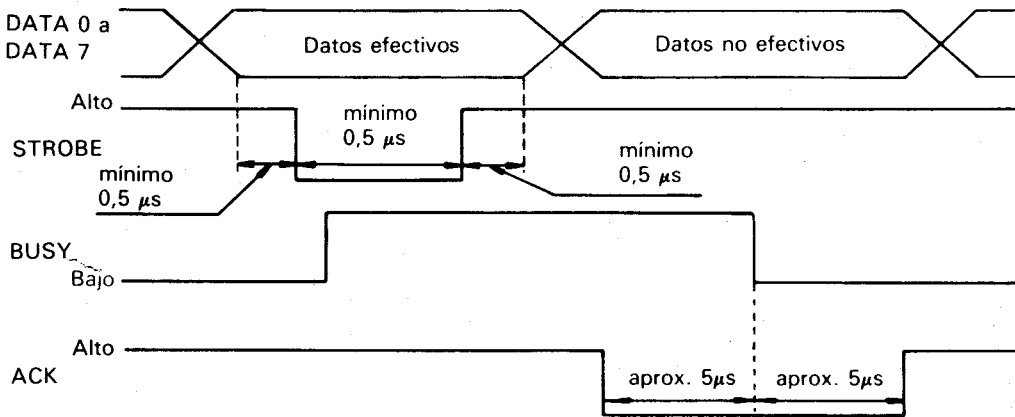 DATA 0 a
DATA 7
Datos efectivos
Datos no efectivos
Alto
STROBE
mínimo
0,5 μs
mínimo
0,5 μs
mínimo
0,5 μs
BUSY
Bajo
Alto
ACK
aprox. 5μs
aprox. 5μs